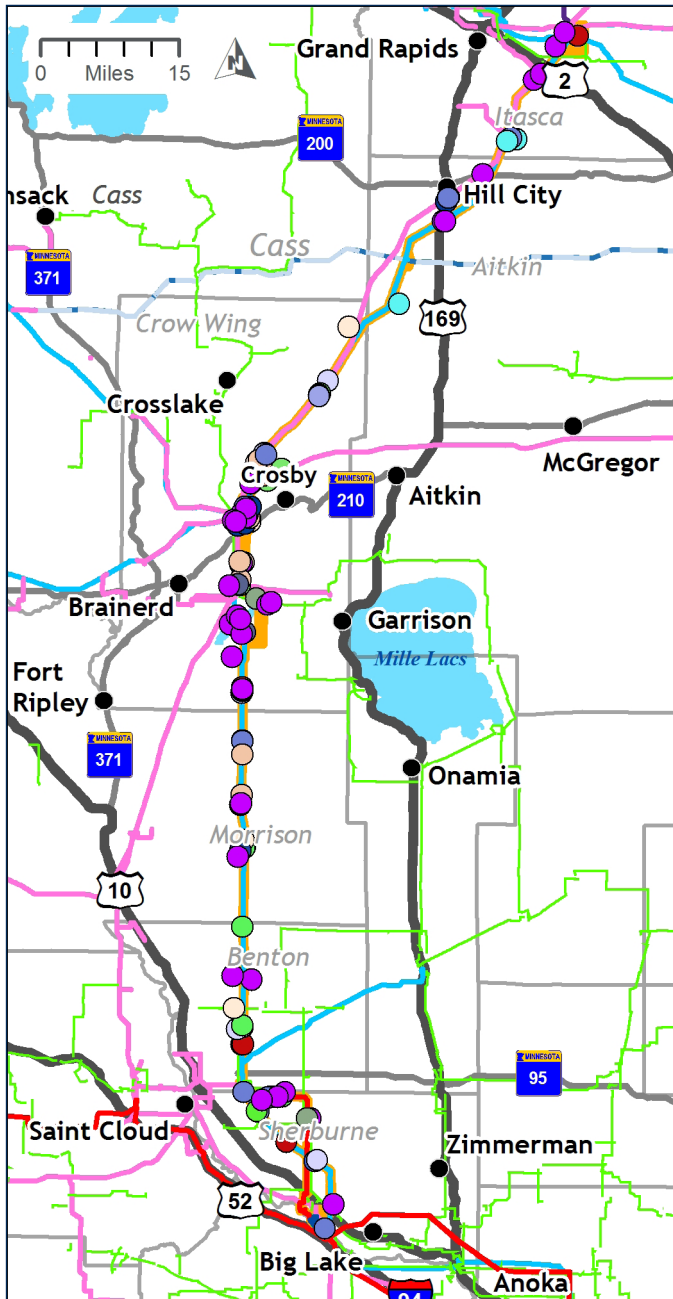 Grand Rapids
0 Miles 15
N
2
MINNESOTA
200
Itasca
nsack
Cass
Hill City
Cass
MINNESOTA
371
Aitkin
Crow Wing
169
Crosslake
McGregor
Crosby
MINNESOTA
210
Aitkin
Brainerd
Garrison
Mille Lacs
Fort
Ripley
MINNESOTA
371
Onamia
Morrison
10
Benton
MINNESOTA
95
Saint Cloud
Sherburne
Zimmerman
52
Big Lake
Anoka
94